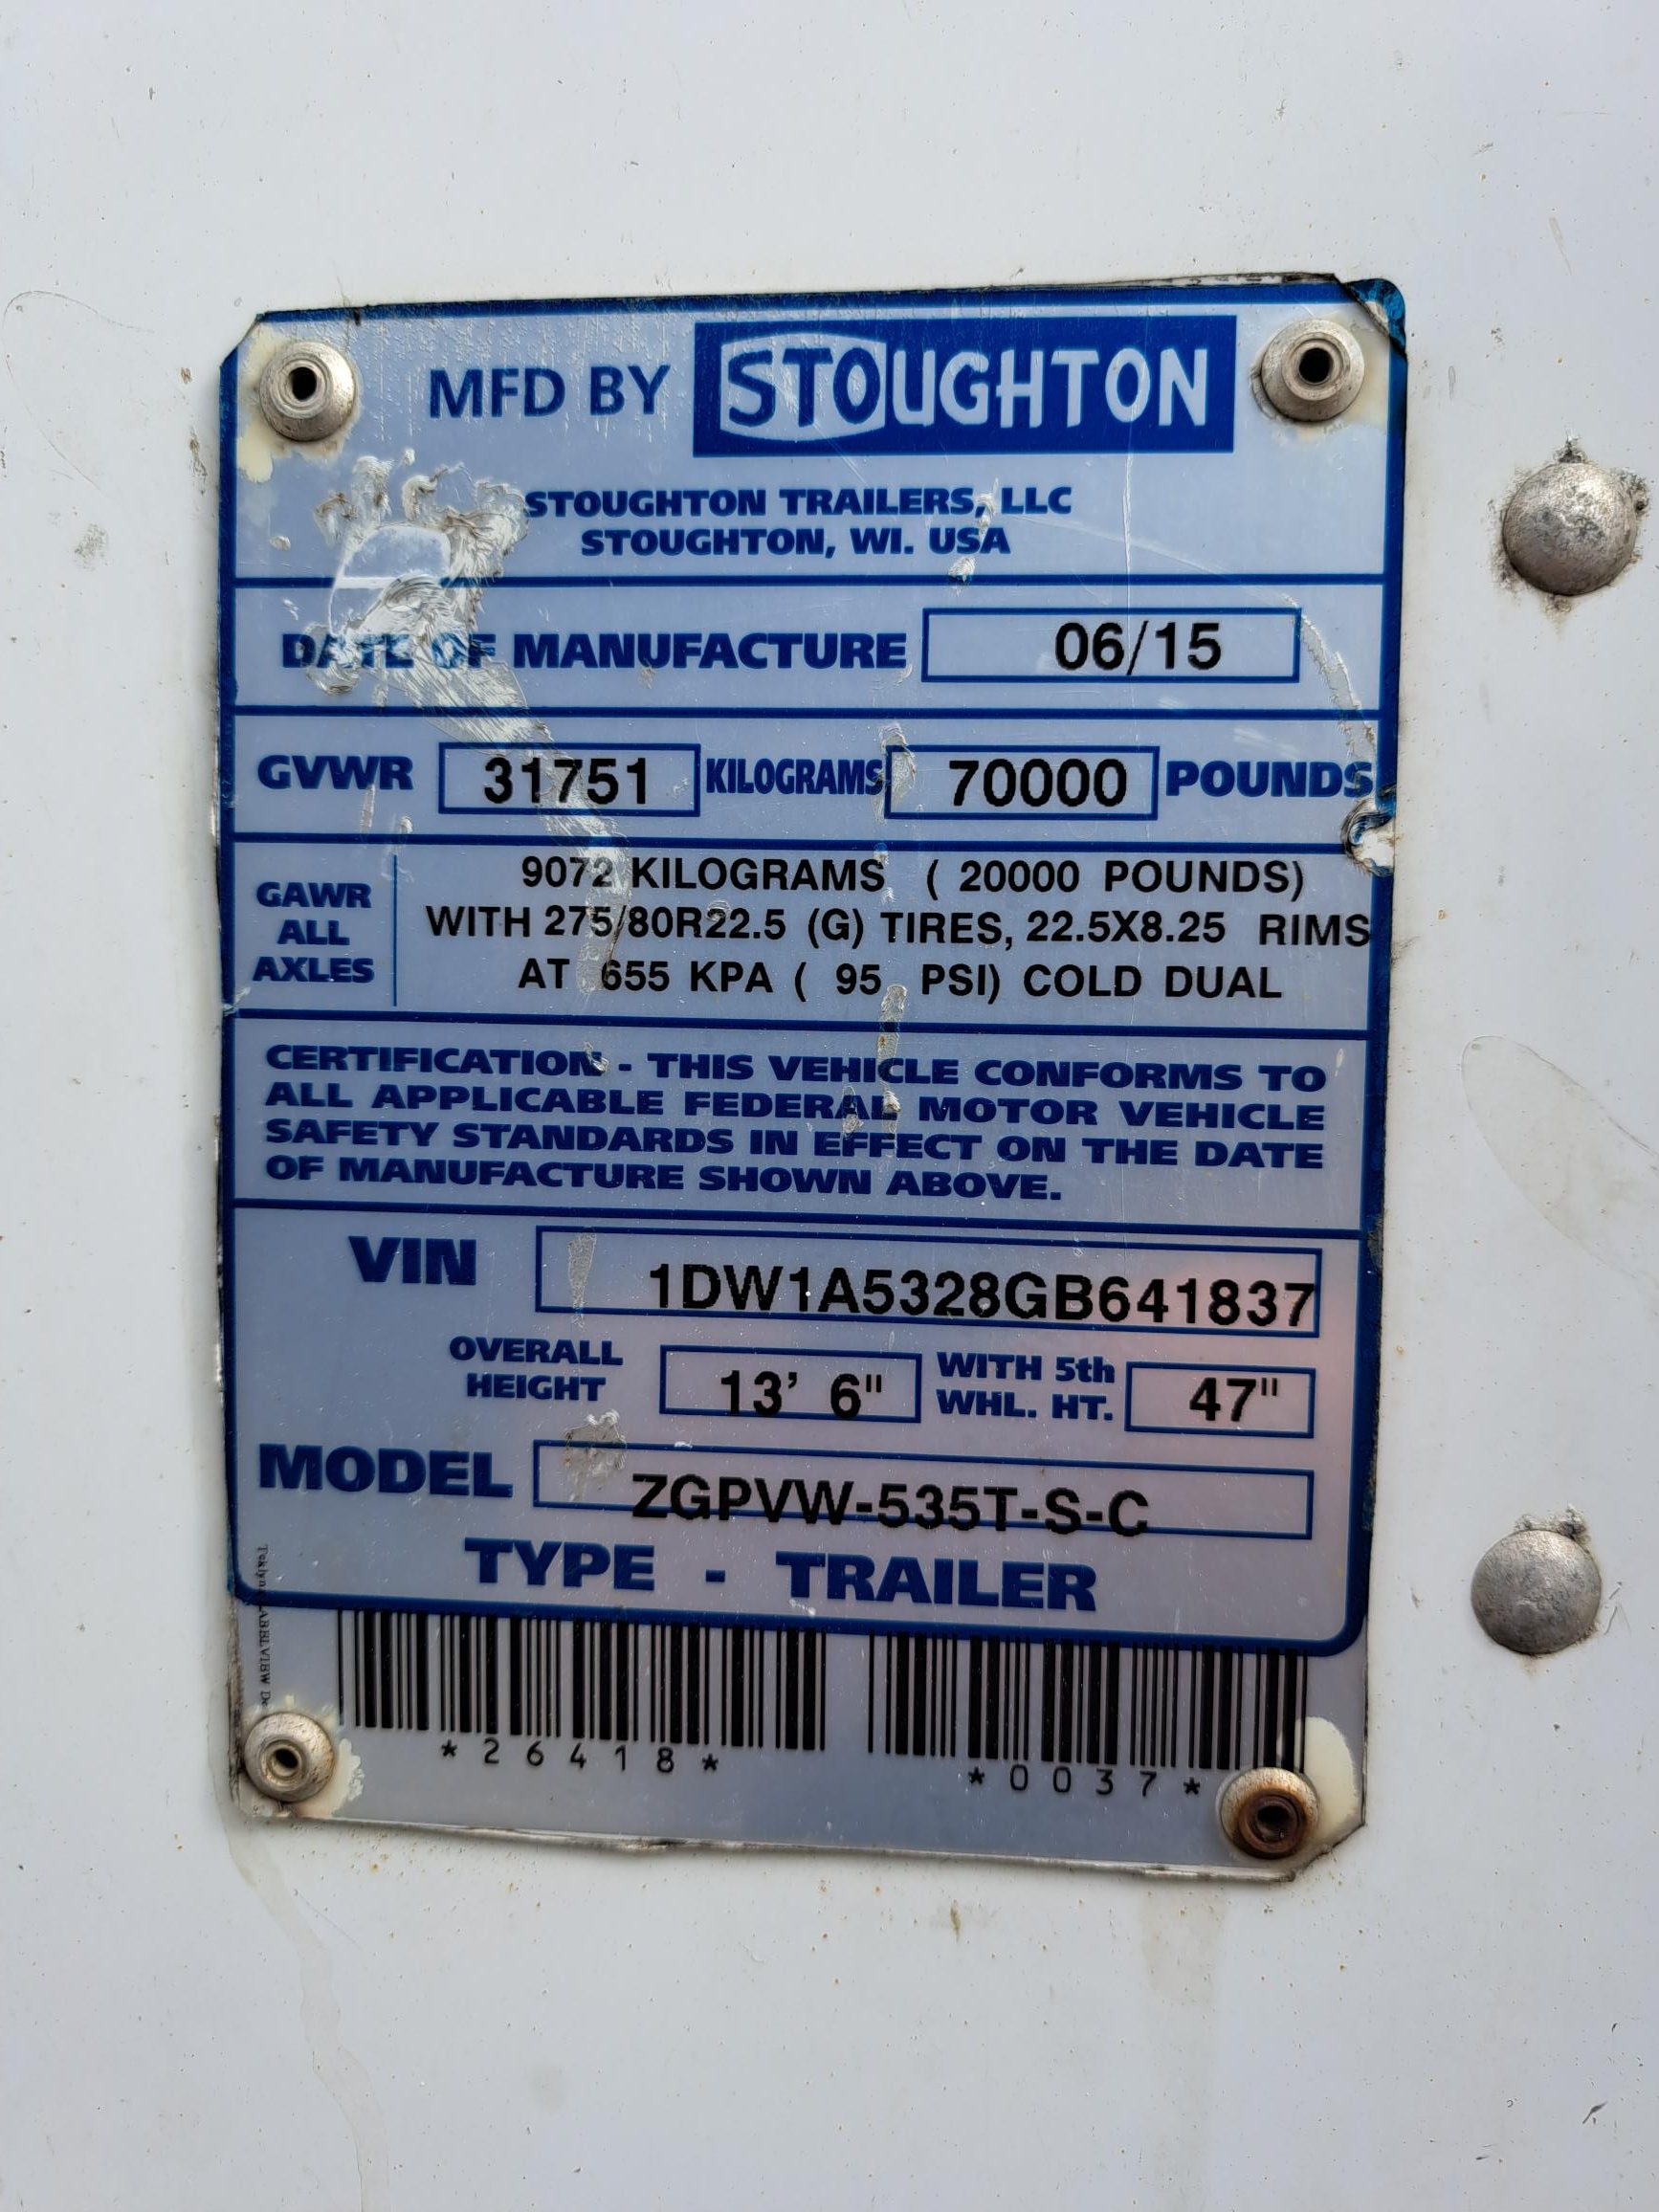 MFD BY STOUGHTON
STOUGHTON TRAILERS, LLC
STOUGHTON, WI. USA
DATE OF MANUFACTURE 06/15
GVWR 31751 KILOGRAMS 70000 POUNDS
GAWR ALL AXLES
9072 KILOGRAMS ( 20000 POUNDS)
WITH 275/80R22.5 (G) TIRES, 22.5X8.25 RIMS
AT 655 KPA ( 95 PSI) COLD DUAL
CERTIFICATION - THIS VEHICLE CONFORMS TO
ALL APPLICABLE FEDERAL MOTOR VEHICLE
SAFETY STANDARDS IN EFFECT ON THE DATE
OF MANUFACTURE SHOWN ABOVE.
VIN 1DW1A5328GB641837
OVERALL HEIGHT 13' 6" WITH 5th WHL. HT. 47"
MODEL ZGPVW-535T-S-C
TYPE - TRAILER
*26418* *0037*